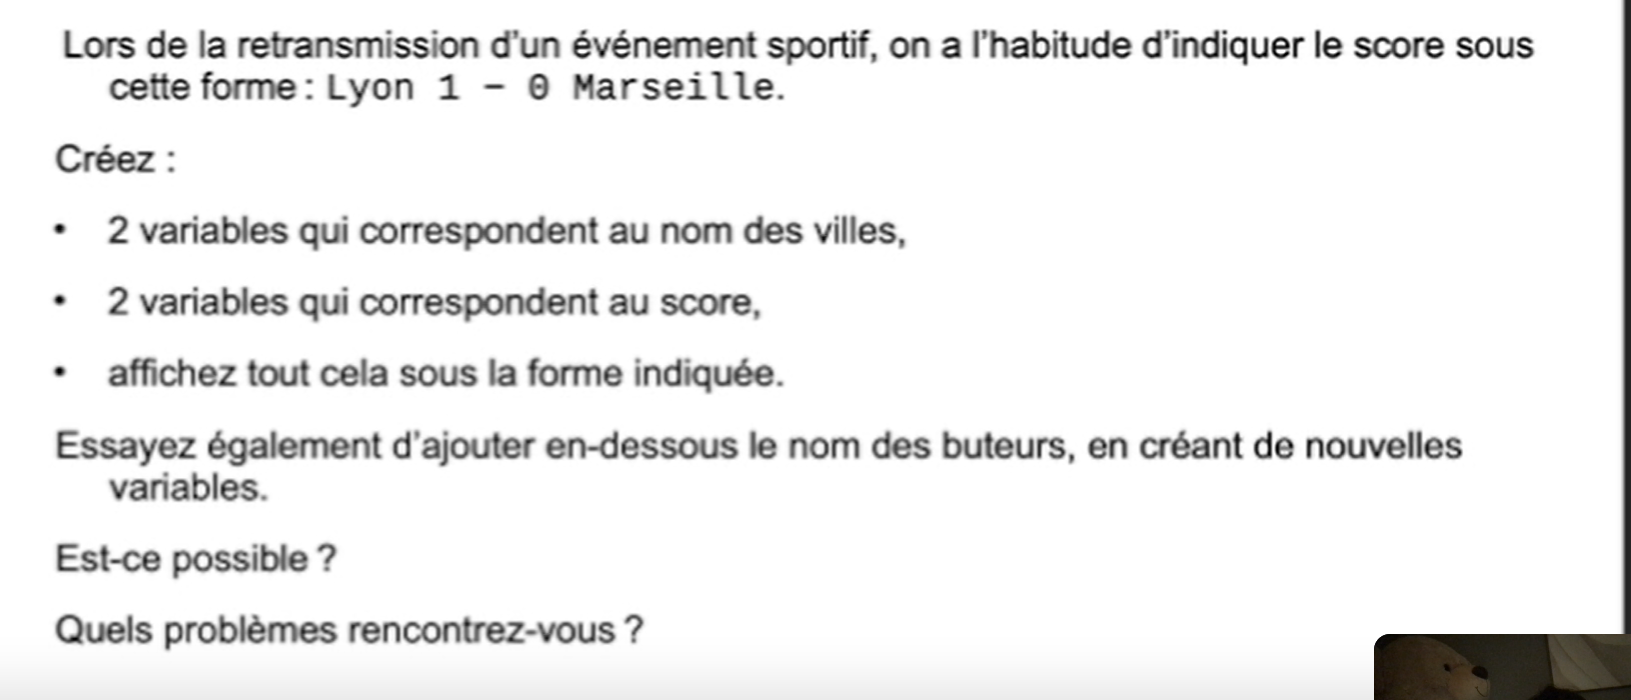 Lors de la retransmission d'un événement sportif, on a l'habitude d'indiquer le score sous
cette forme : Lyon 1 – 0 Marseille.
Créez :
• 2 variables qui correspondent au nom des villes,
• 2 variables qui correspondent au score,
• affichez tout cela sous la forme indiquée.
Essayez également d'ajouter en-dessous le nom des buteurs, en créant de nouvelles
variables.
Est-ce possible ?
Quels problèmes rencontrez-vous ?